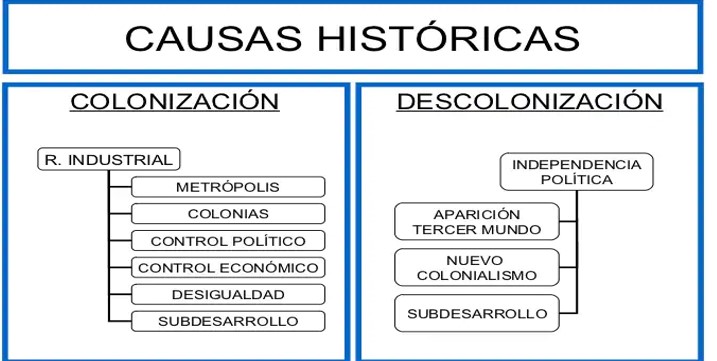 CAUSAS HISTÓRICAS
COLONIZACIÓN
R. INDUSTRIAL
METRÓPOLIS
COLONIAS
CONTROL POLÍTICO
CONTROL ECONÓMICO
DESIGUALDAD
SUBDESARROLLO
DESCOLONIZACIÓN
INDEPENDENCIA
POLÍTICA
APARICIÓN
TERCER MUNDO
NUEVO
COLONIALISMO
SUBDESARROLLO